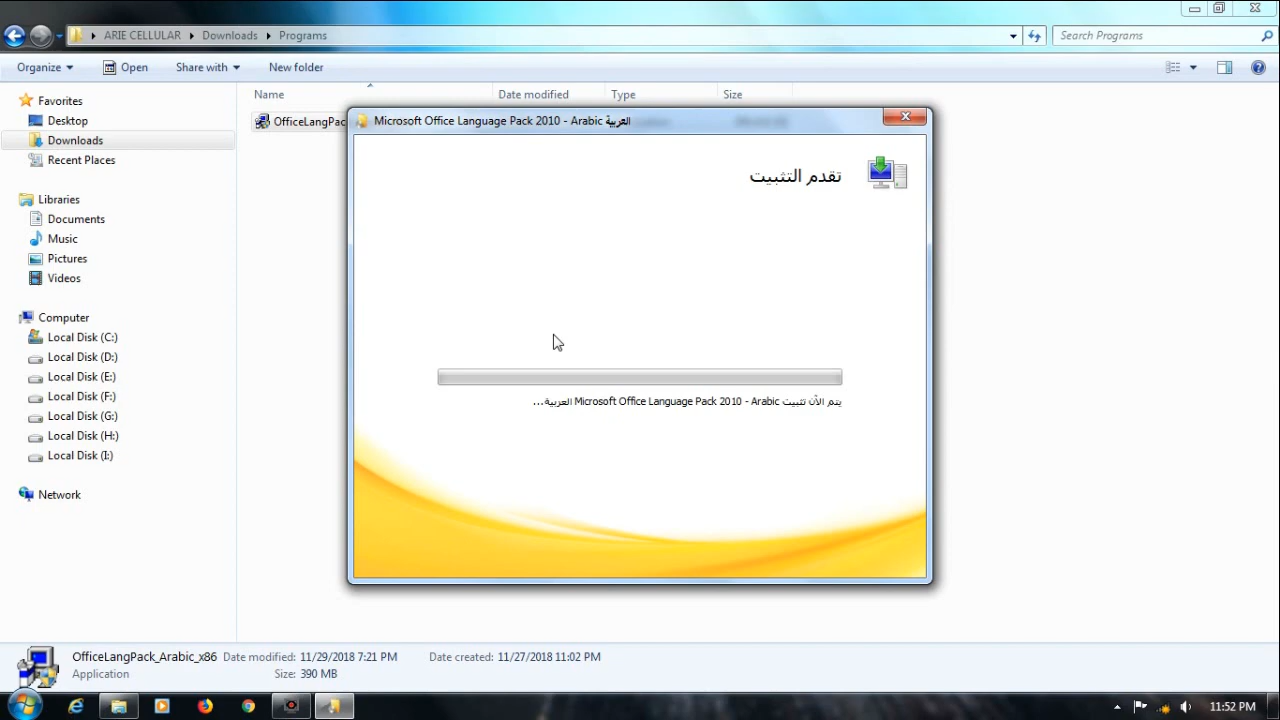 ARIE CELLULAR Downloads Programs
Search Programs
Organize Open Share with New folder
Name Date modified Type Size
Favorites
Desktop
Downloads
Recent Places
Libraries
Documents
Music
Pictures
Videos
Computer
Local Disk (C:)
Local Disk (D:)
Local Disk (E:)
Local Disk (F:)
Local Disk (G:)
Local Disk (H:)
Local Disk (I:)
Network
OfficeLangPac
Microsoft Office Language Pack 2010 - Arabic العربية
تقدم التثبيت
يتم الآن تثبيت Microsoft Office Language Pack 2010 - Arabic العربية...
OfficeLangPack_Arabic_x86 Date modified: 11/29/2018 7:21 PM Date created: 11/27/2018 11:02 PM
Application Size: 390 MB
11:52 PM